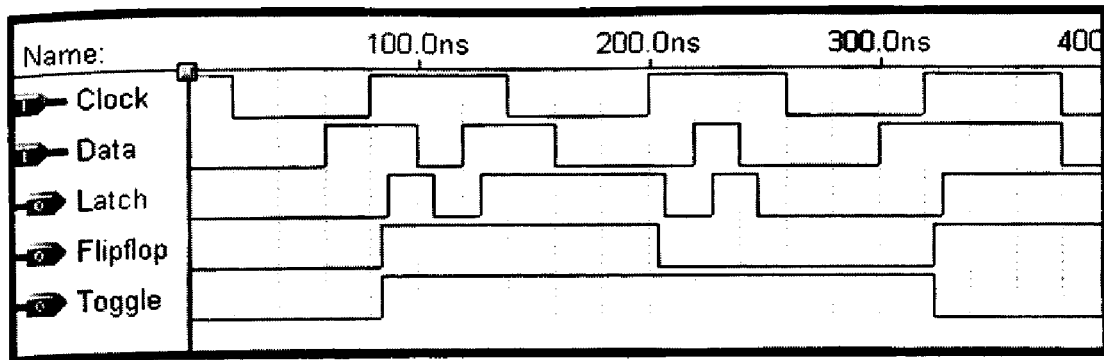 Name: 100.0ns 200.0ns 300.0ns 400
Clock
Data
Latch
Flipflop
Toggle